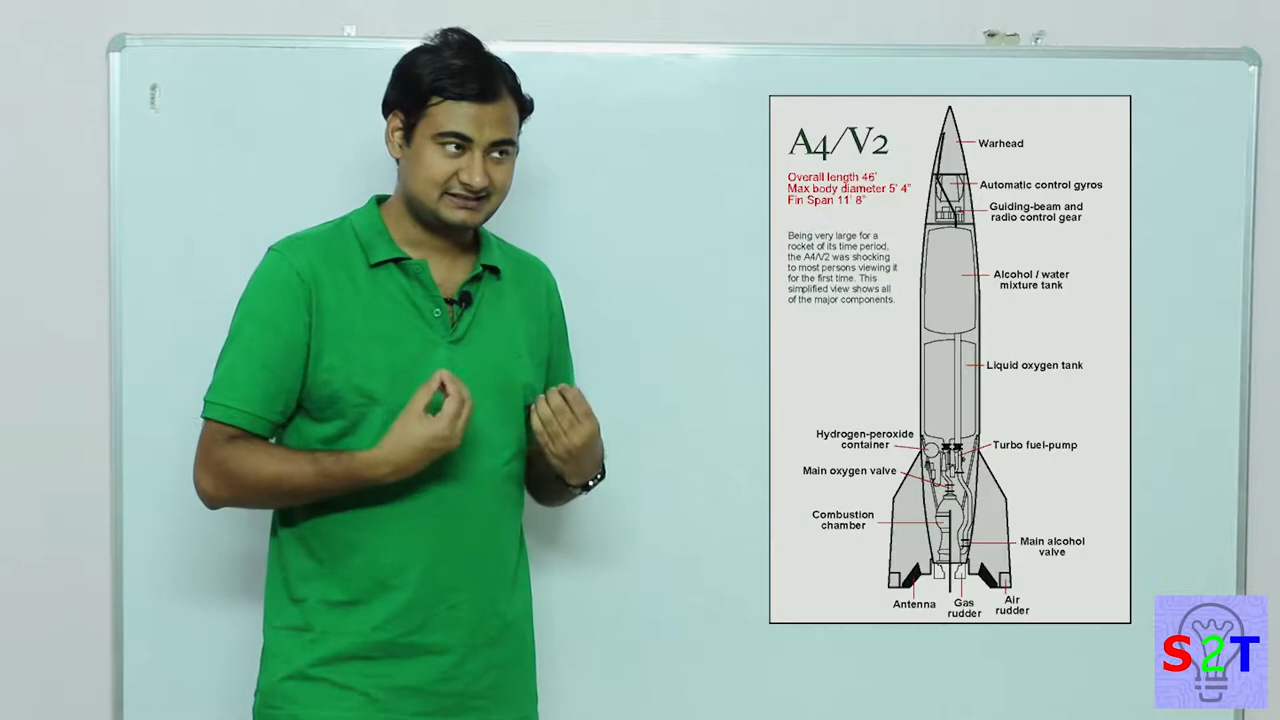 A4/V2
Overall length 46'
Max body diameter 5' 4"
Fin Span 11' 8"
Being very large for a
rocket of its time period,
the A4/V2 was shocking
to most persons viewing it
for the first time. This
simplified view shows all
of the major components.
Warhead
Automatic control gyros
Guiding-beam and
radio control gear
Alcohol / water
mixture tank
Liquid oxygen tank
Hydrogen-peroxide
container
Turbo fuel-pump
Main oxygen valve
Combustion
chamber
Main alcohol
valve
Antenna
Gas
rudder
Air
rudder
S2T